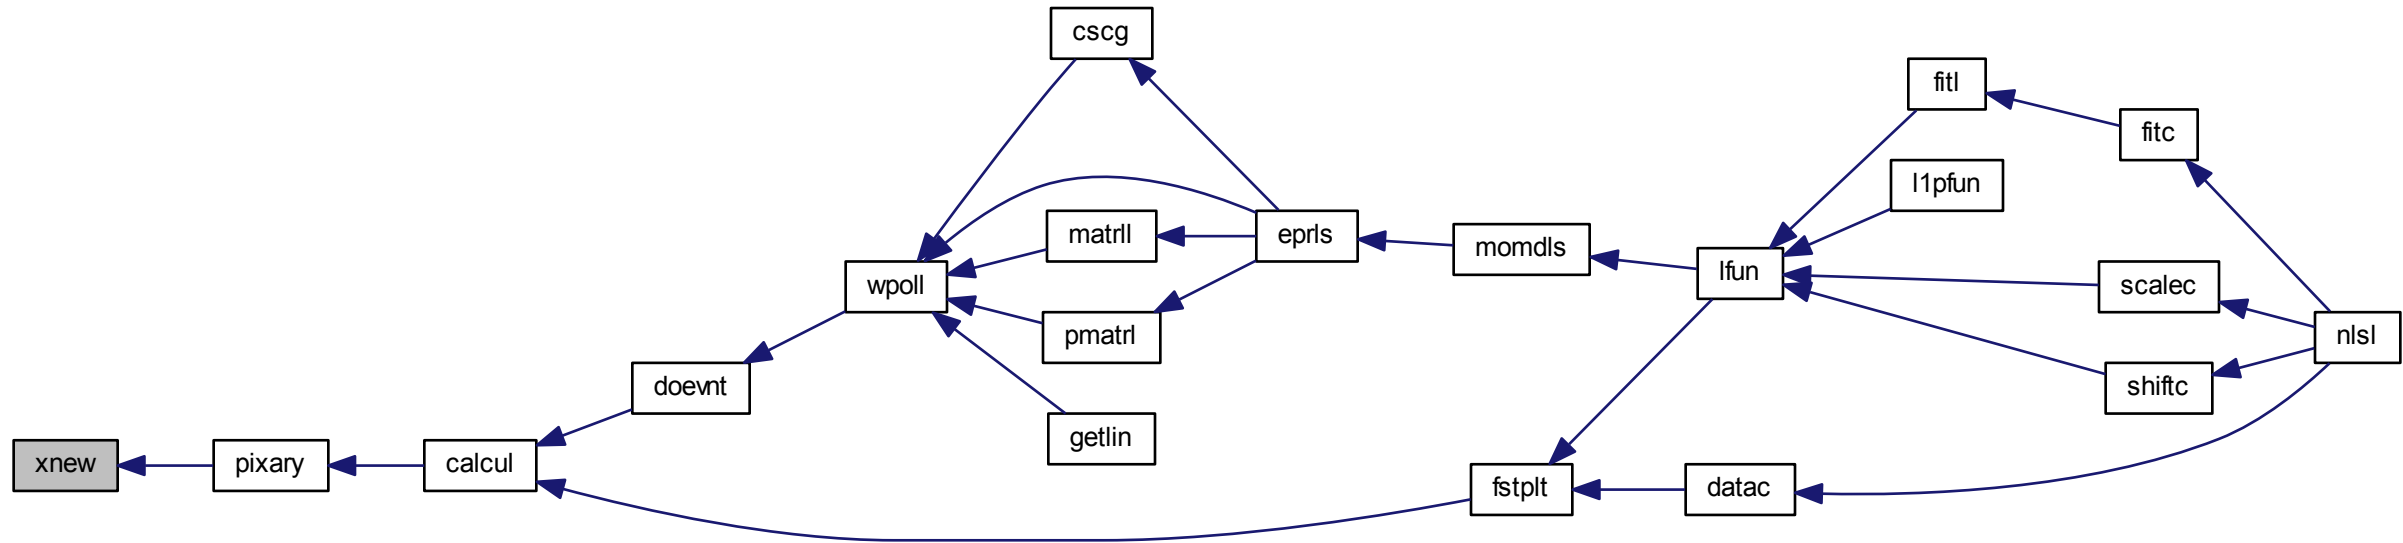 cscg
fitl
fitc
l1pfun
matrll
eprls
momdls
lfun
scalec
wpoll
pmatrl
nlsl
doevnt
shiftc
getlin
xnew
pixary
calcul
fstplt
datac